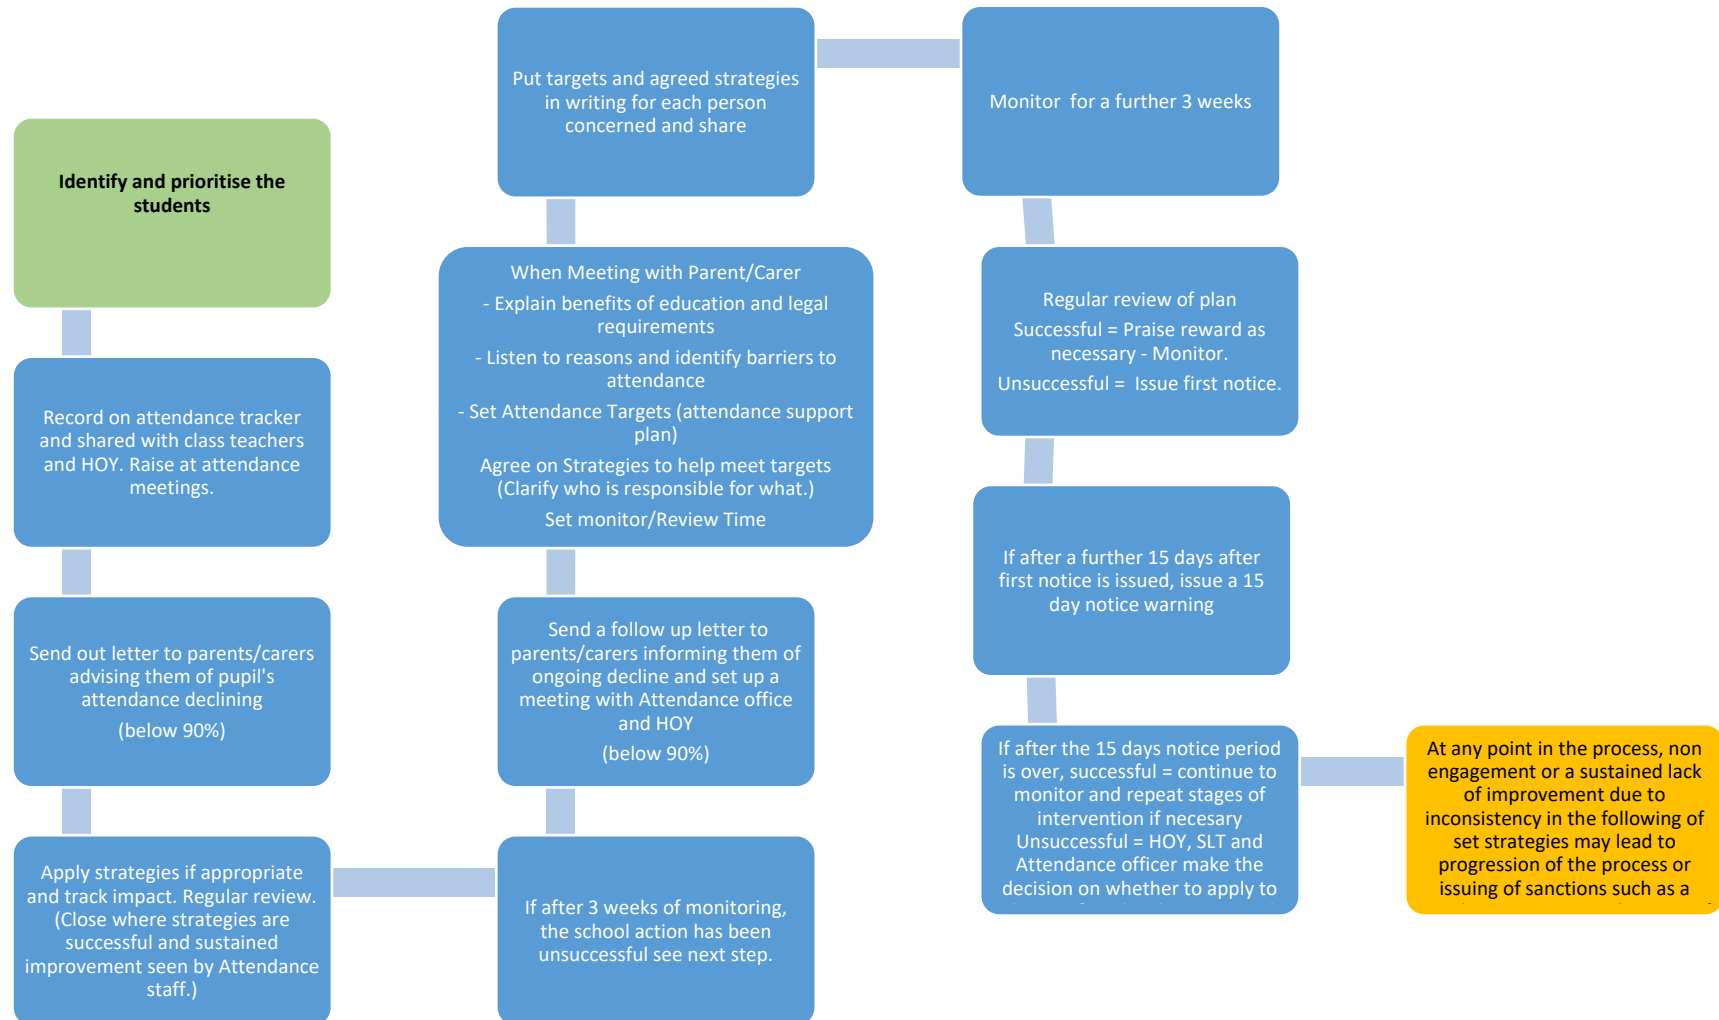 Identify and prioritise the
students
Record on attendance tracker
and shared with class teachers
and HOY. Raise at attendance
meetings.
Send out letter to parents/carers
advising them of pupil's
attendance declining
(below 90%)
Apply strategies if appropriate
and track impact. Regular review.
(Close where strategies are
successful and sustained
improvement seen by Attendance
staff.)
If after 3 weeks of monitoring,
the school action has been
unsuccessful see next step.
Send a follow up letter to
parents/carers informing them of
ongoing decline and set up a
meeting with Attendance office
and HOY
(below 90%)
When Meeting with Parent/Carer
- Explain benefits of education and legal
requirements
- Listen to reasons and identify barriers to
attendance
- Set Attendance Targets (attendance support
plan)
Agree on Strategies to help meet targets
(Clarify who is responsible for what.)
Set monitor/Review Time
Put targets and agreed strategies
in writing for each person
concerned and share
Monitor  for a further 3 weeks
Regular review of plan
Successful = Praise reward as
necessary - Monitor.
Unsuccessful =  Issue first notice.
If after a further 15 days after
first notice is issued, issue a 15
day notice warning
If after the 15 days notice period
is over, successful = continue to
monitor and repeat stages of
intervention if necesary
Unsuccessful = HOY, SLT and
Attendance officer make the
decision on whether to apply to
At any point in the process, non
engagement or a sustained lack
of improvement due to
inconsistency in the following of
set strategies may lead to
progression of the process or
issuing of sanctions such as a